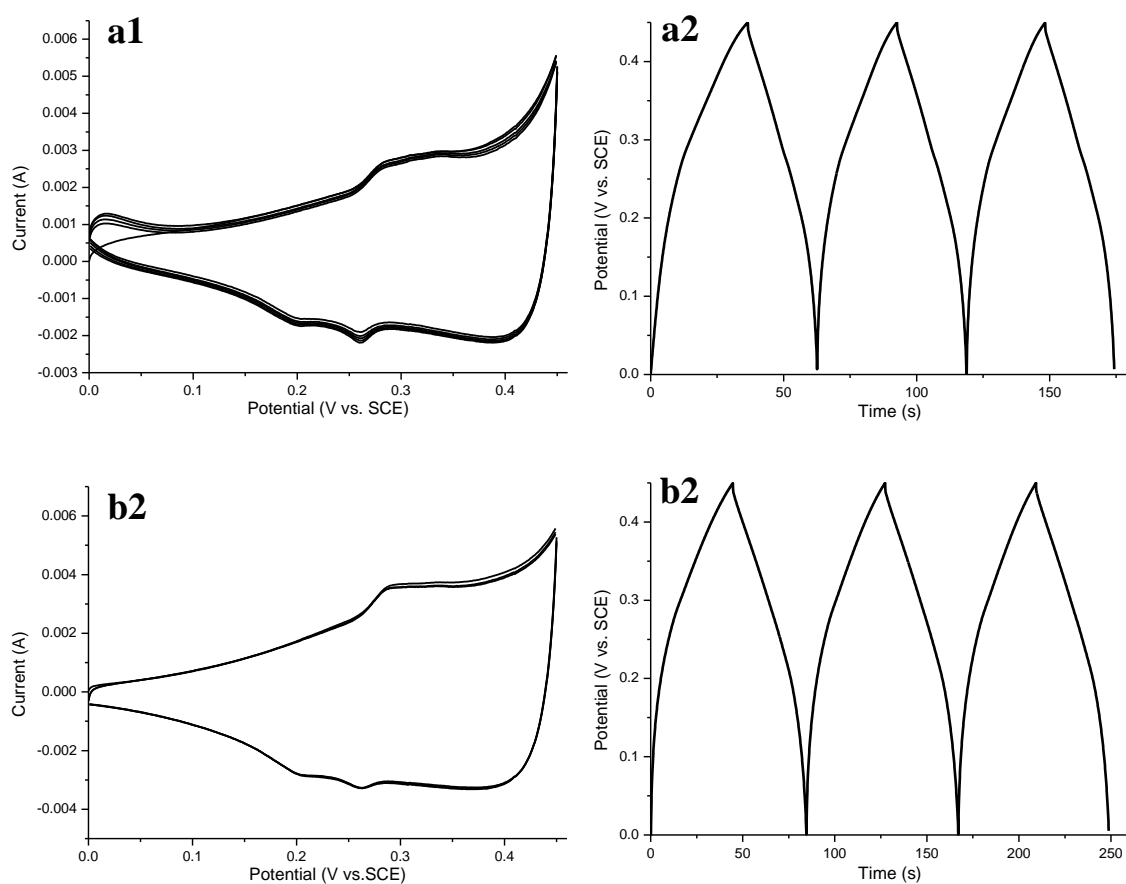 a1
0.006
0.005
0.004
0.003
0.002
0.001
0.000
-0.001
-0.002
-0.003
Current (A)
0.0 0.1 0.2 0.3 0.4
Potential (V vs. SCE)
a2
0.4
0.3
0.2
0.1
0.0
Potential (V vs. SCE)
0 50 100 150
Time (s)
b2
0.006
0.004
0.002
0.000
-0.002
-0.004
Current (A)
0.0 0.1 0.2 0.3 0.4
Potential (V vs.SCE)
b2
0.4
0.3
0.2
0.1
0.0
Potential (V vs. SCE)
0 50 100 150 200 250
Time (s)